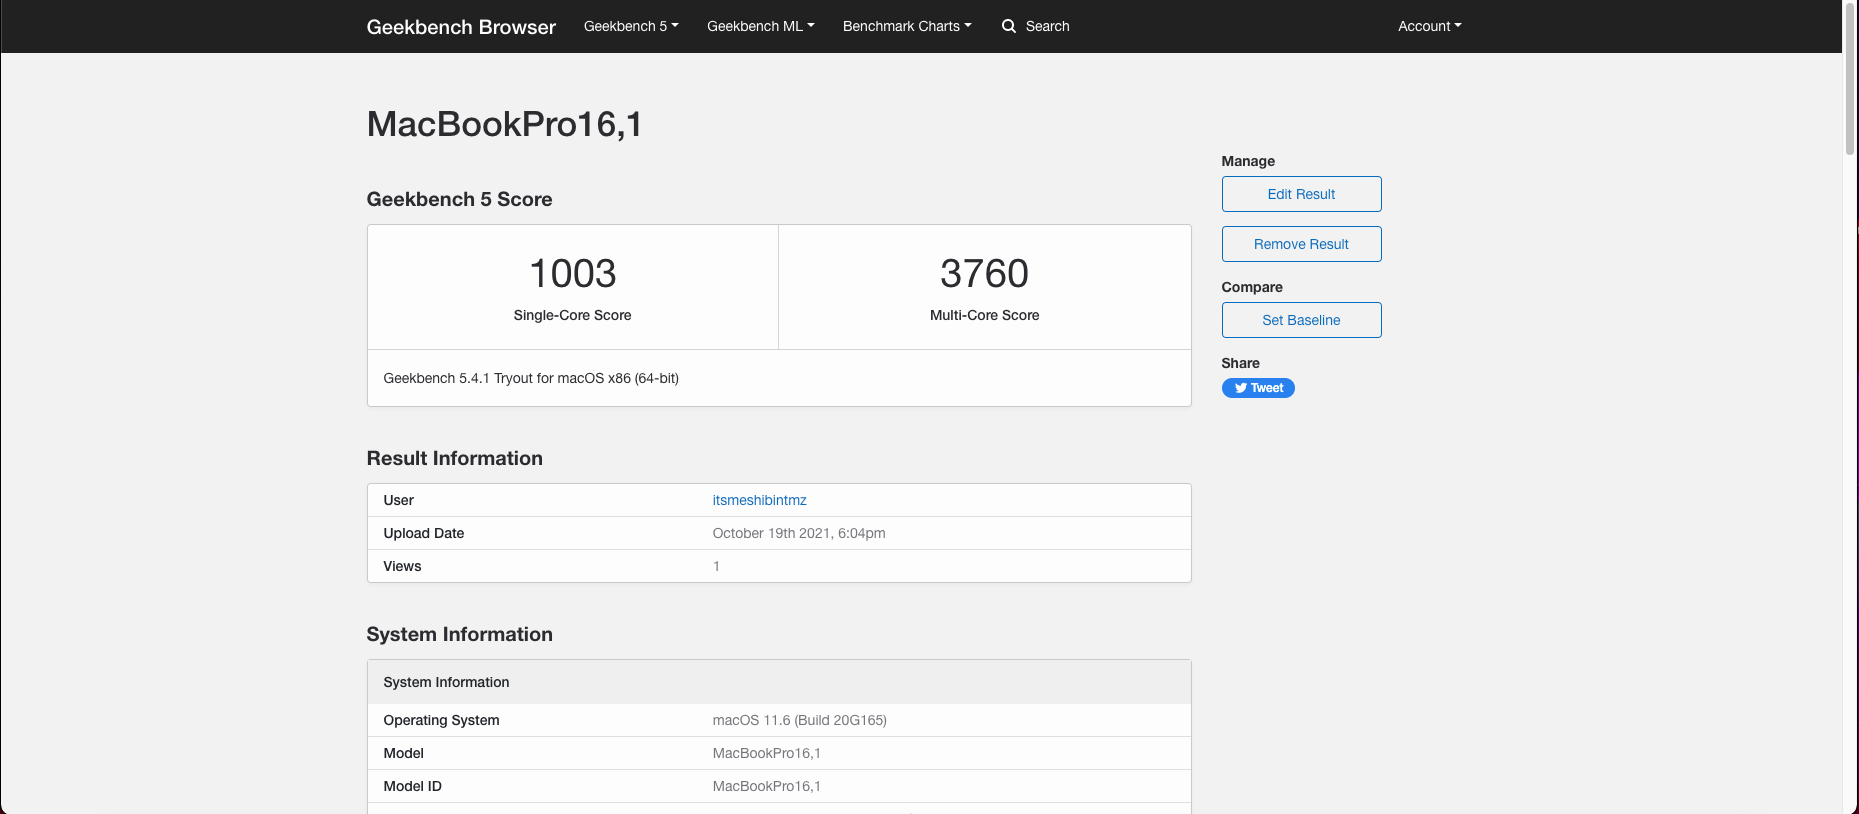 Geekbench Browser Geekbench 5 Geekbench ML Benchmark Charts Search Account
MacBookPro16,1
Geekbench 5 Score
1003 3760
Single-Core Score Multi-Core Score
Geekbench 5.4.1 Tryout for macOS x86 (64-bit)
Manage
Edit Result
Remove Result
Compare
Set Baseline
Share
Tweet
Result Information
User itsmeshibintmz
Upload Date October 19th 2021, 6:04pm
Views 1
System Information
System Information
Operating System macOS 11.6 (Build 20G165)
Model MacBookPro16,1
Model ID MacBookPro16,1